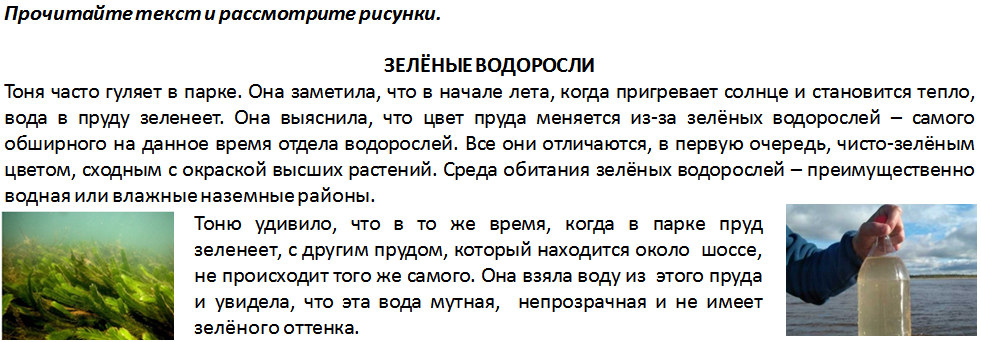 Прочитайте текст и рассмотрите рисунки.
ЗЕЛЁНЫЕ ВОДОРОСЛИ
Тоня часто гуляет в парке. Она заметила, что в начале лета, когда пригревает солнце и становится тепло,
вода в пруду зеленеет. Она выяснила, что цвет пруда меняется из-за зелёных водорослей – самого
обширного на данное время отдела водорослей. Все они отличаются, в первую очередь, чисто-зелёным
цветом, сходным с окраской высших растений. Среда обитания зелёных водорослей – преимущественно
водная или влажные наземные районы.
Тоню удивило, что в то же время, когда в парке пруд
зеленеет, с другим прудом, который находится около шоссе,
не происходит того же самого. Она взяла воду из этого пруда
и увидела, что эта вода мутная, непрозрачная и не имеет
зелёного оттенка.